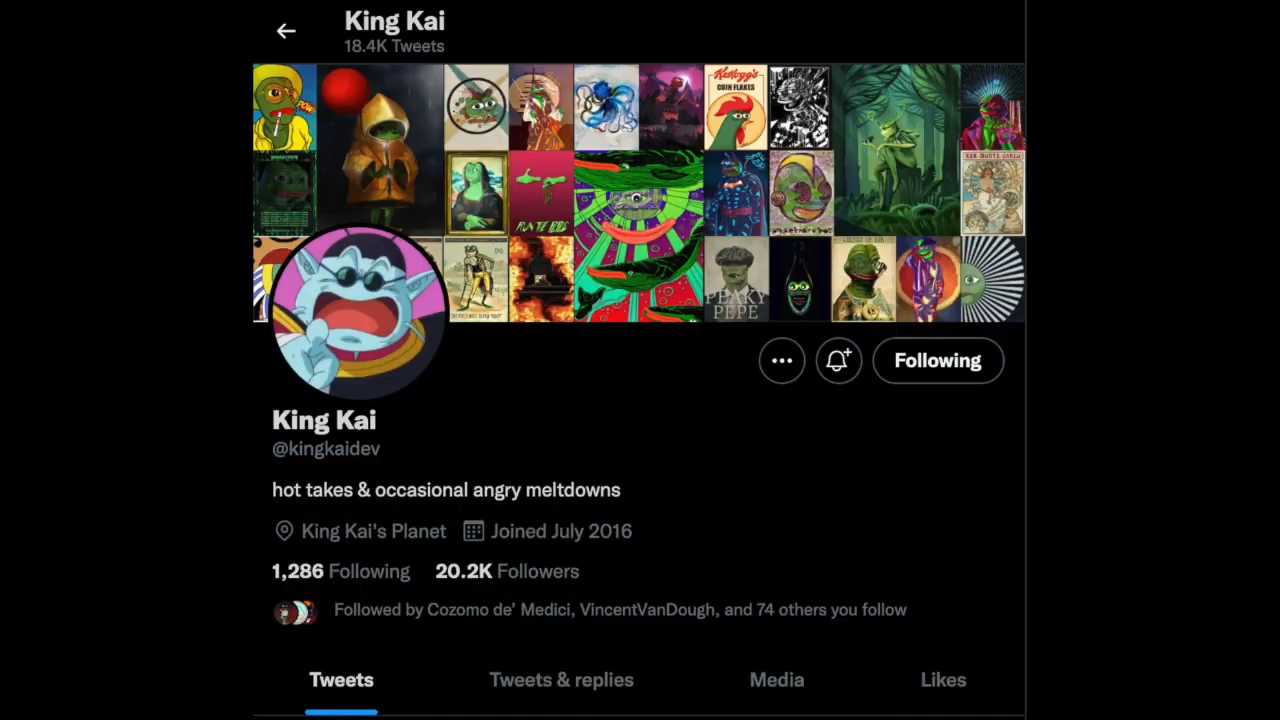 King Kai
18.4K Tweets
POW
Kellogg's
COIN FLAKES
PEAKY
PEPE
Following
King Kai
@kingkaidev
hot takes & occasional angry meltdowns
King Kai's Planet Joined July 2016
1,286 Following 20.2K Followers
Followed by Cozomo de’ Medici, VincentVanDough, and 74 others you follow
Tweets Tweets & replies Media Likes